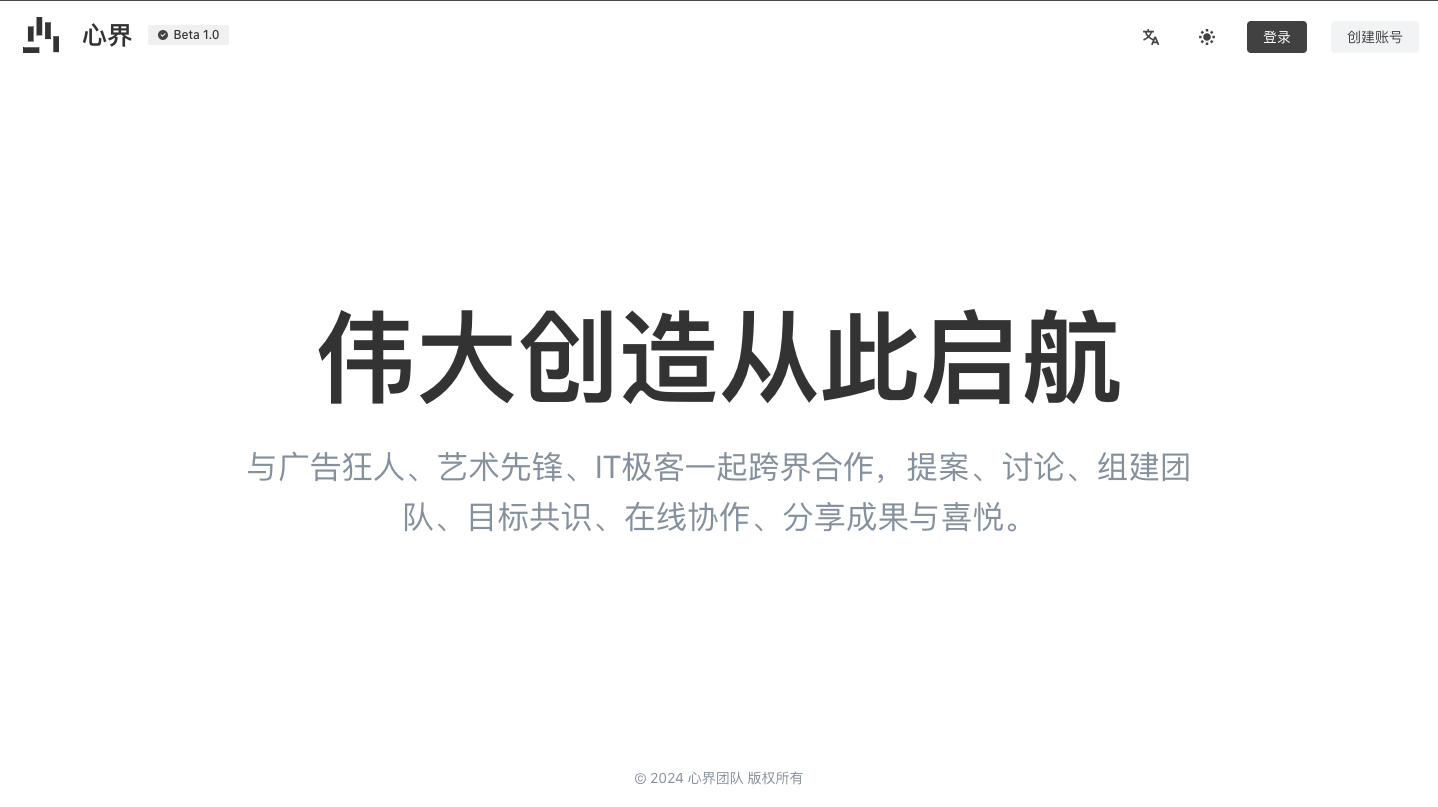 心界
Beta 1.0
登录
创建账号
伟大创造从此启航
与广告狂人、艺术先锋、IT极客一起跨界合作，提案、讨论、组建团
队、目标共识、在线协作、分享成果与喜悦。
© 2024 心界团队 版权所有